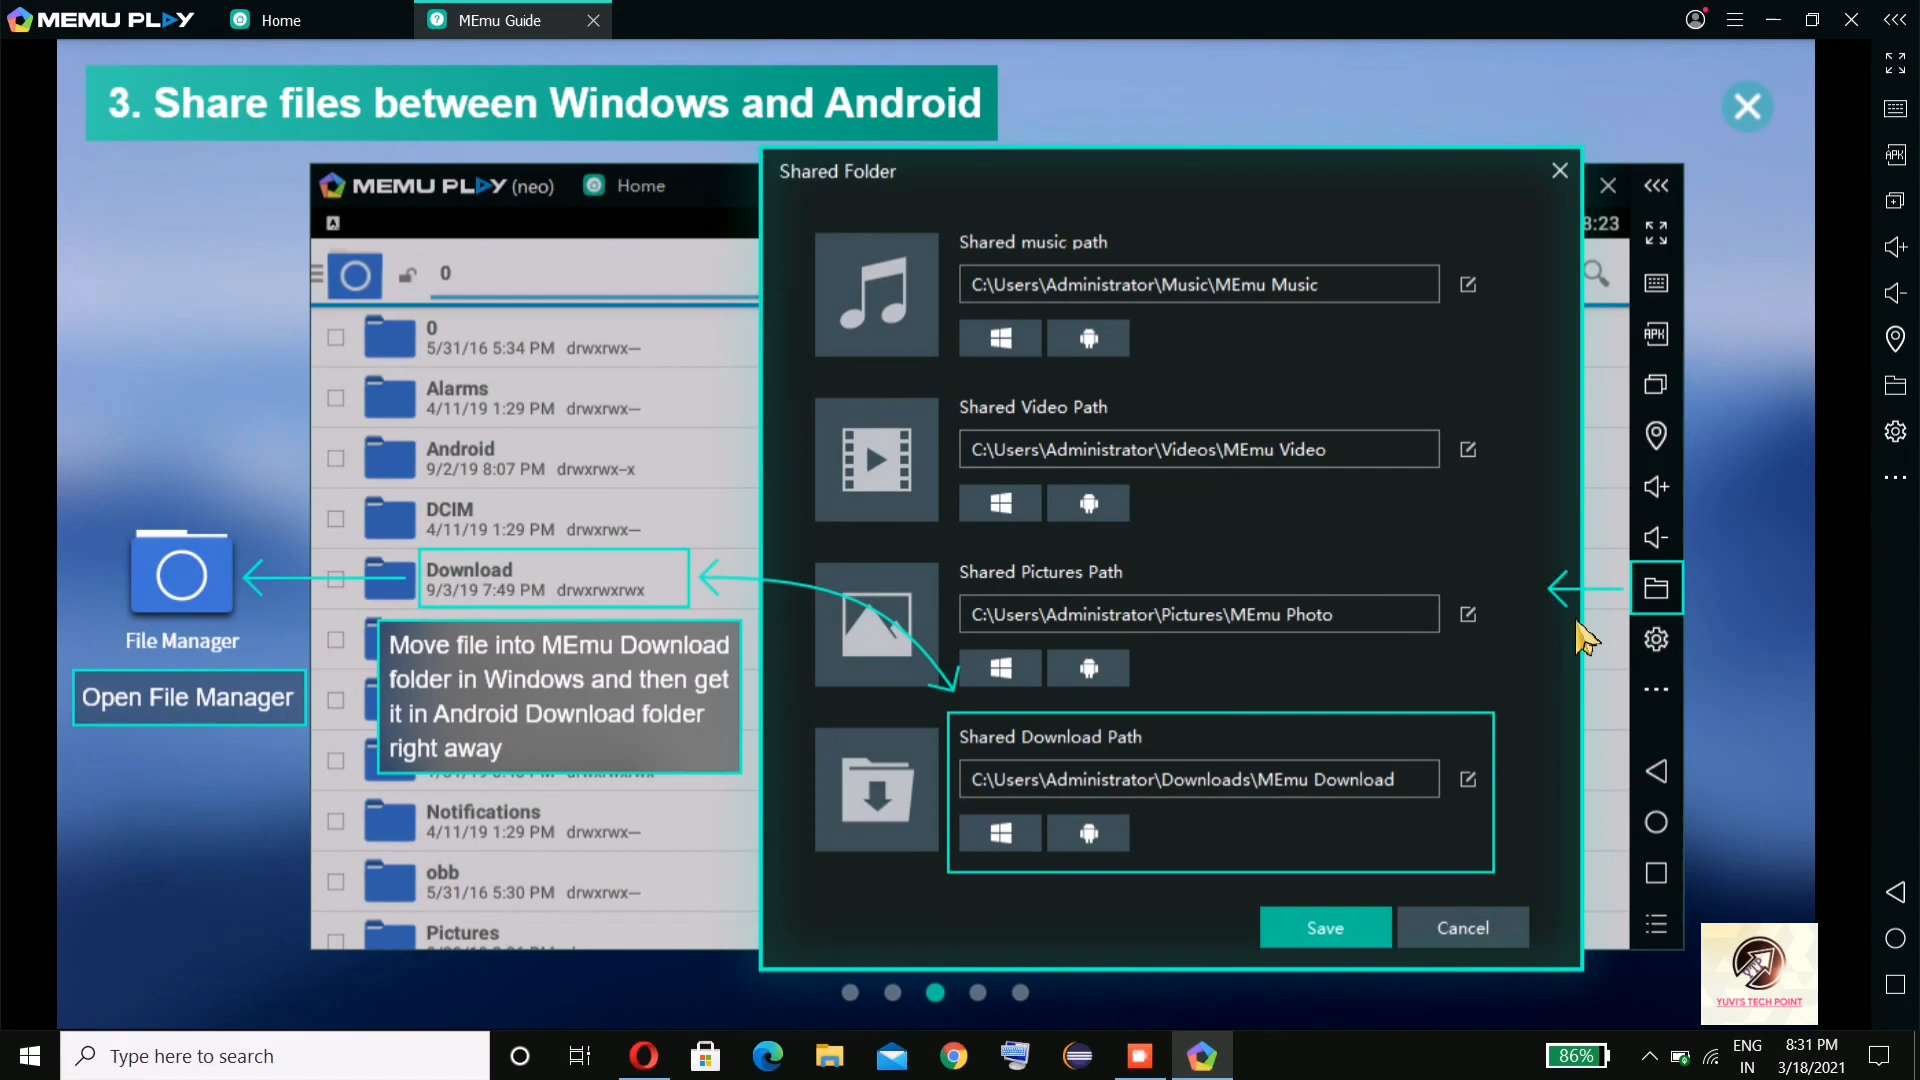 MEMU PLAY
Home
MEmu Guide
3. Share files between Windows and Android
MEMU PLAY (neo)
Home
8:23
0
0
5/31/16 5:34 PM drwxrwx—
Alarms
4/11/19 1:29 PM drwxrwx—
Android
9/2/19 8:07 PM drwxrwx–x
DCIM
4/11/19 1:29 PM drwxrwx—
Download
9/3/19 7:49 PM drwxrwxrwx
Move file into MEmu Download
folder in Windows and then get
it in Android Download folder
right away
Notifications
4/11/19 1:29 PM drwxrwx—
obb
5/31/16 5:30 PM drwxrwx—
Pictures
File Manager
Open File Manager
Shared Folder
Shared music path
C:\Users\Administrator\Music\MEmu Music
Shared Video Path
C:\Users\Administrator\Videos\MEmu Video
Shared Pictures Path
C:\Users\Administrator\Pictures\MEmu Photo
Shared Download Path
C:\Users\Administrator\Downloads\MEmu Download
Save
Cancel
APK
APK
YTP
YUVI'S TECH POINT
Type here to search
86%
ENG
IN
8:31 PM
3/18/2021